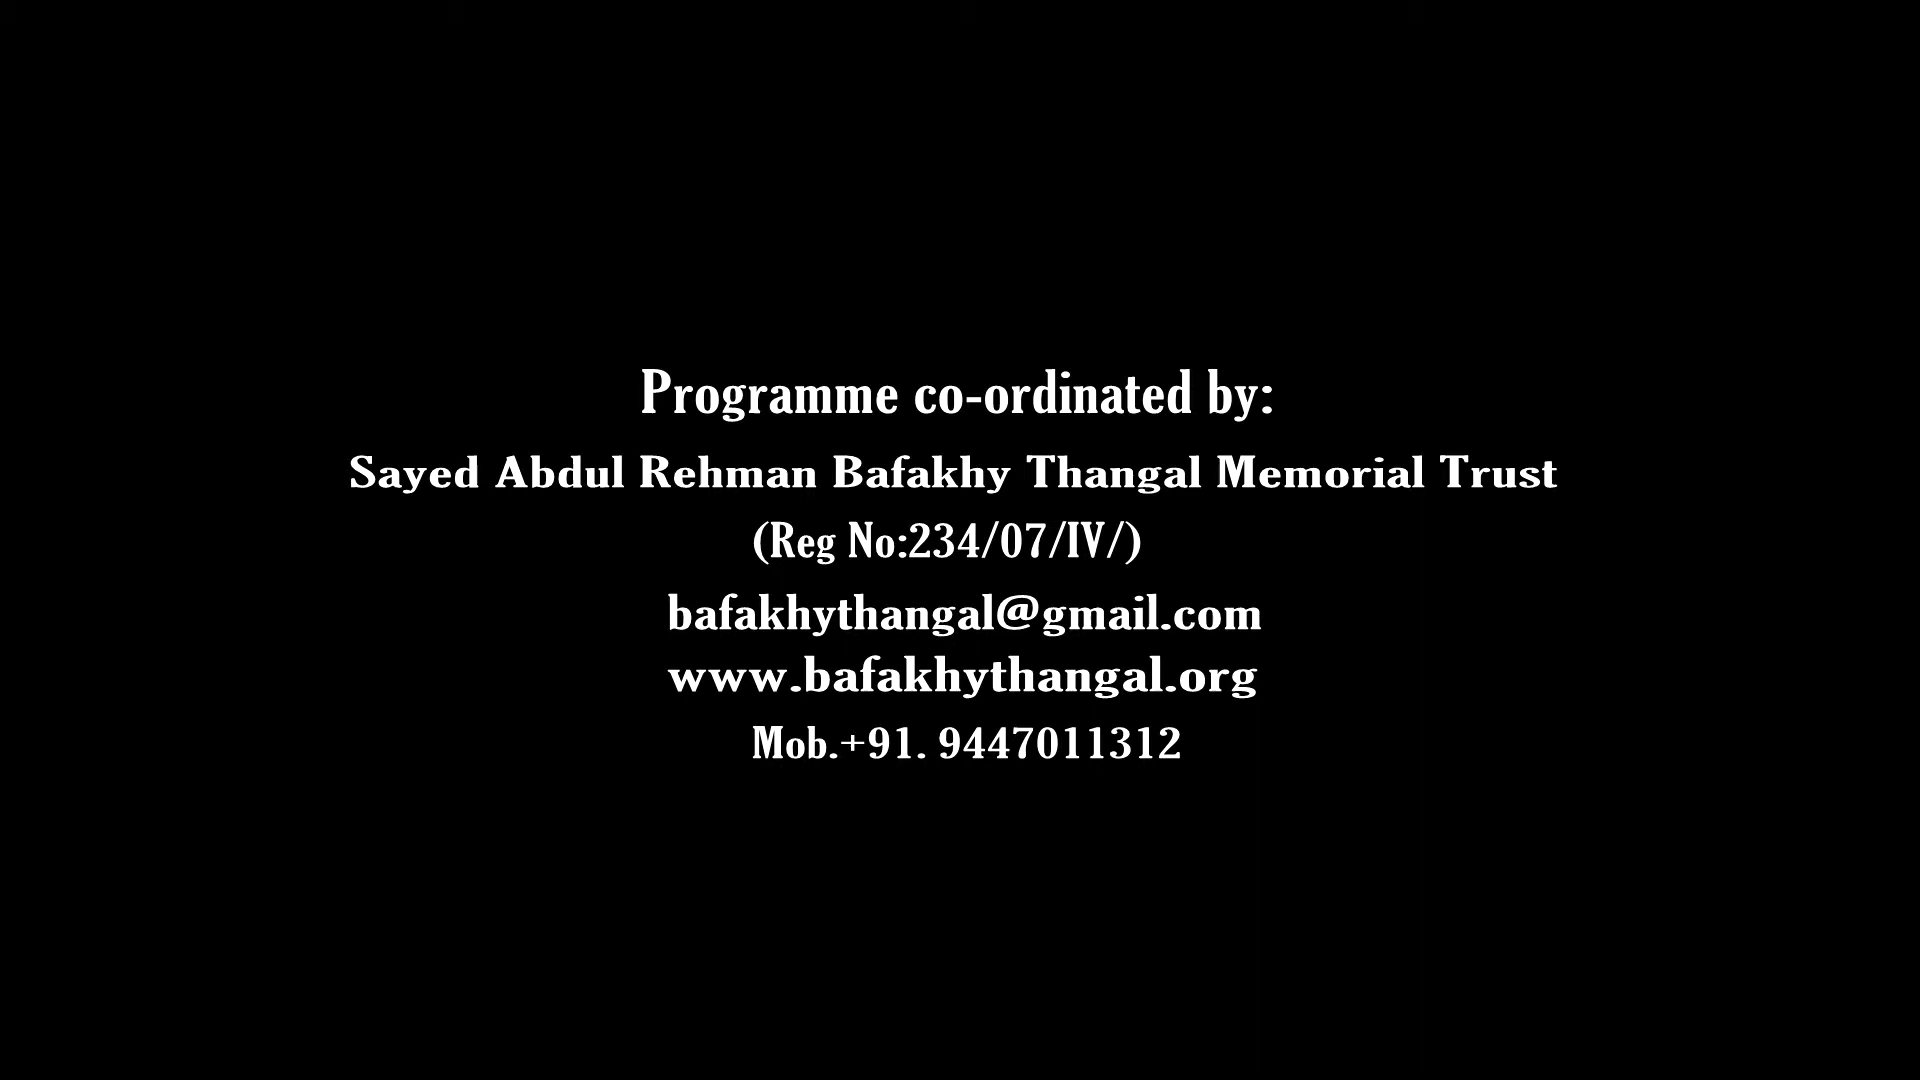 Programme co-ordinated by:
Sayed Abdul Rehman Bafakhy Thangal Memorial Trust
(Reg No:234/07/IV/)
bafakhythangal@gmail.com
www.bafakhythangal.org
Mob.+91. 9447011312